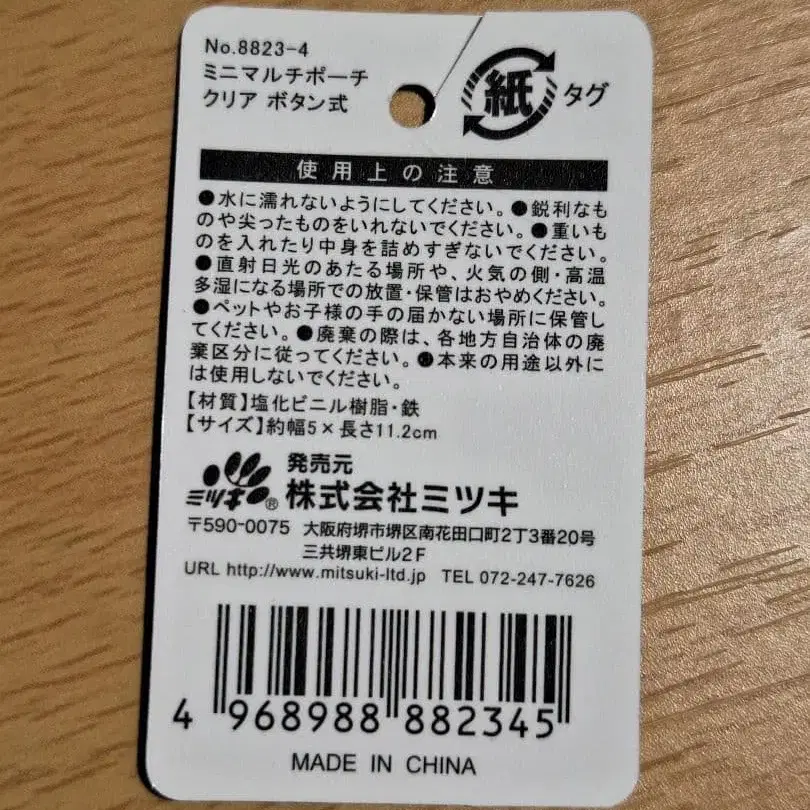 No.8823-4
ミニマルチポーチ
クリア ボタン式
紙 タグ
使用上の注意
●水に濡れないようにしてください。●鋭利なも
のや尖ったものをいれないでください。●重いも
のを入れたり中身を詰めすぎないでください。
●直射日光のあたる場所や、火気の側・高温
多湿になる場所での放置・保管はおやめください。
●ペットやお子様の手の届かない場所に保管し
てください。●廃棄の際は、各地方自治体の廃
棄区分に従ってください。●本来の用途以外に
は使用しないでください。
【材質】塩化ビニル樹脂・鉄
【サイズ】約幅5×長さ11.2cm
ミツキ®
発売元
株式会社ミツキ
〒590-0075 大阪府堺市堺区南花田口町2丁3番20号
三共堺東ビル2F
URL http://www.mitsuki-ltd.jp TEL 072-247-7626
4 968988 882345
MADE IN CHINA